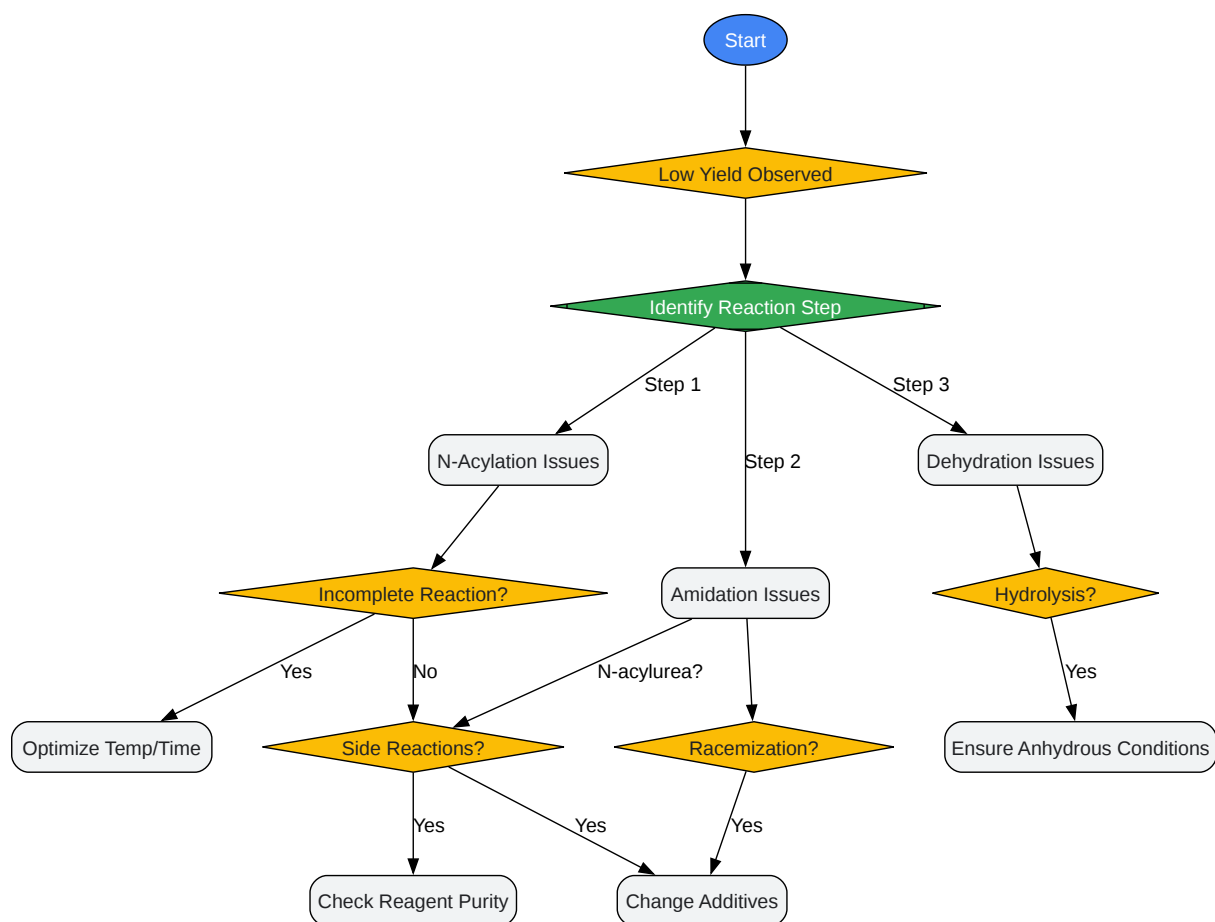 Start
Low Yield Observed
Identify Reaction Step
Step 1
Step 3
N-Acylation Issues
Step 2
Dehydration Issues
Incomplete Reaction?
Amidation Issues
Hydrolysis?
Yes
No
N-acylurea?
Yes
Optimize Temp/Time
Side Reactions?
Racemization?
Ensure Anhydrous Conditions
Yes
Yes
Yes
Check Reagent Purity
Change Additives